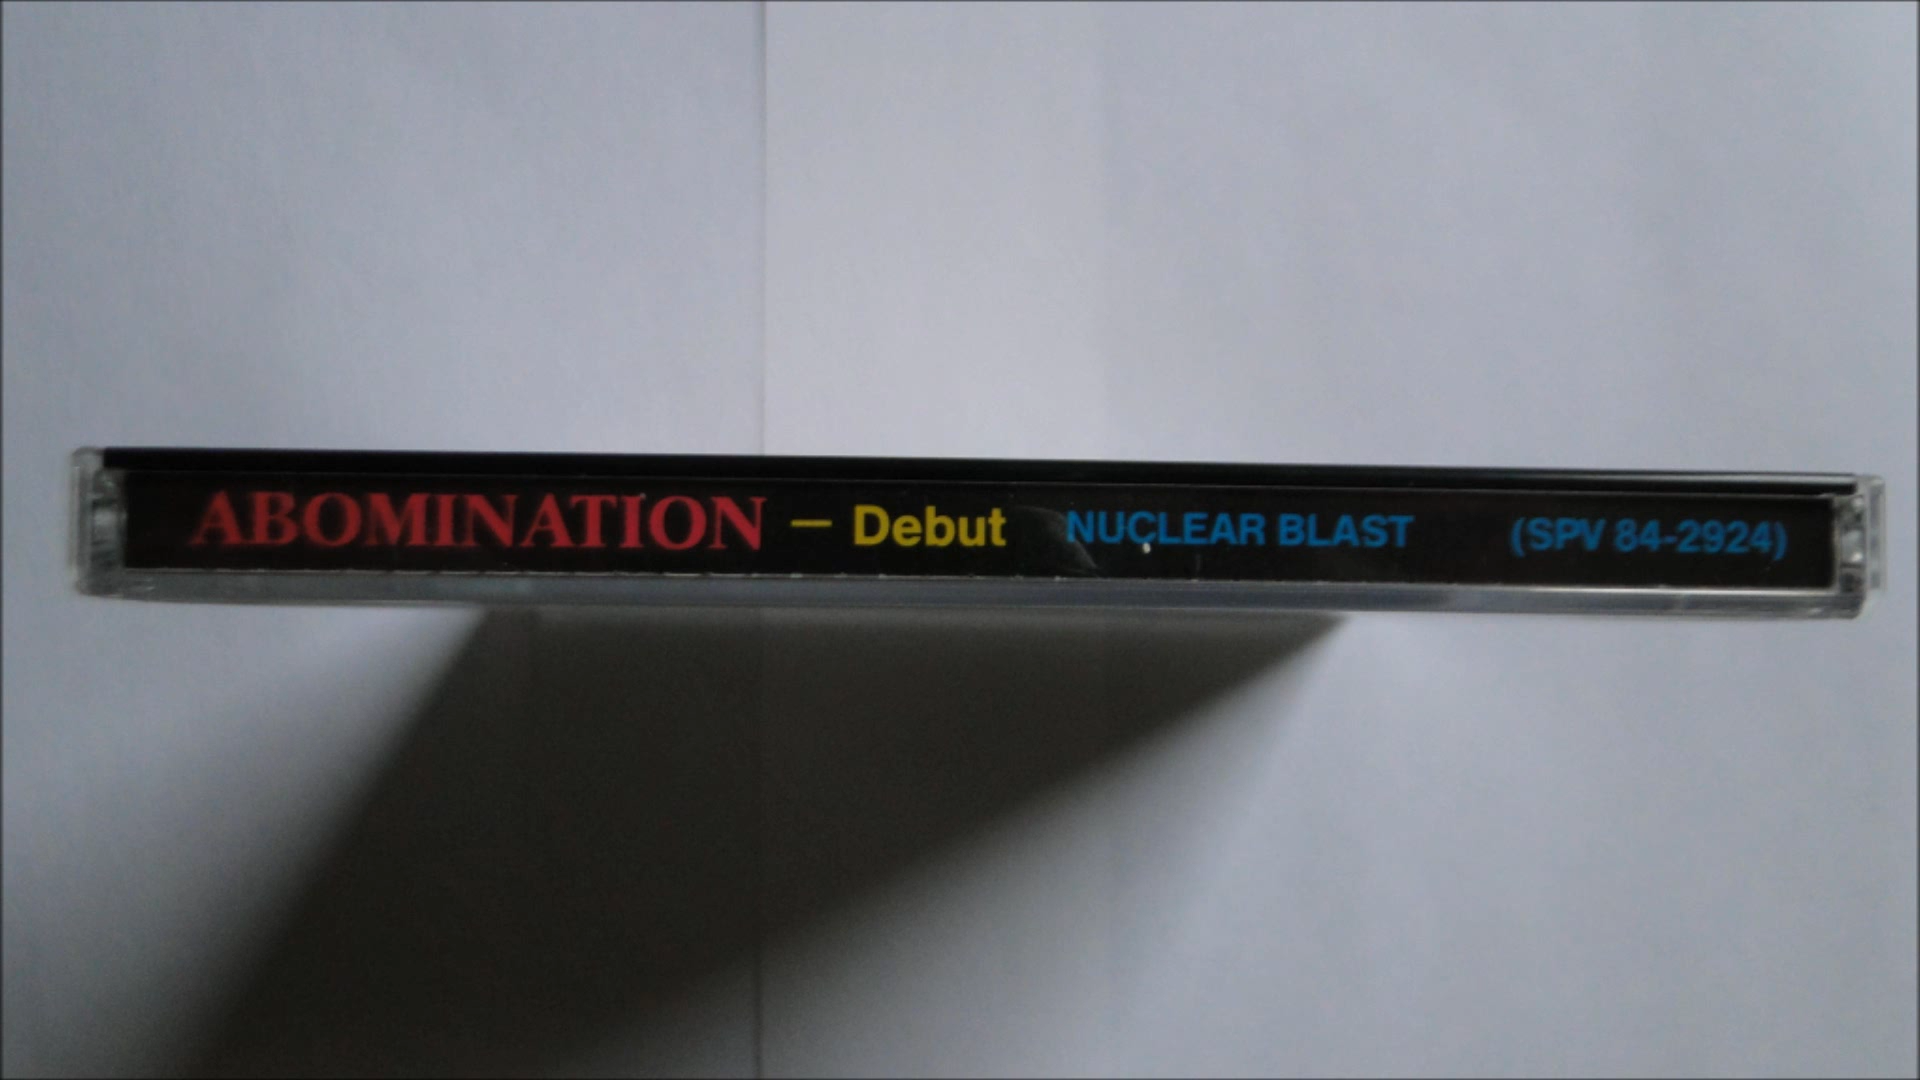 ABOMINATION — Debut NUCLEAR BLAST (SPV 84-2924)